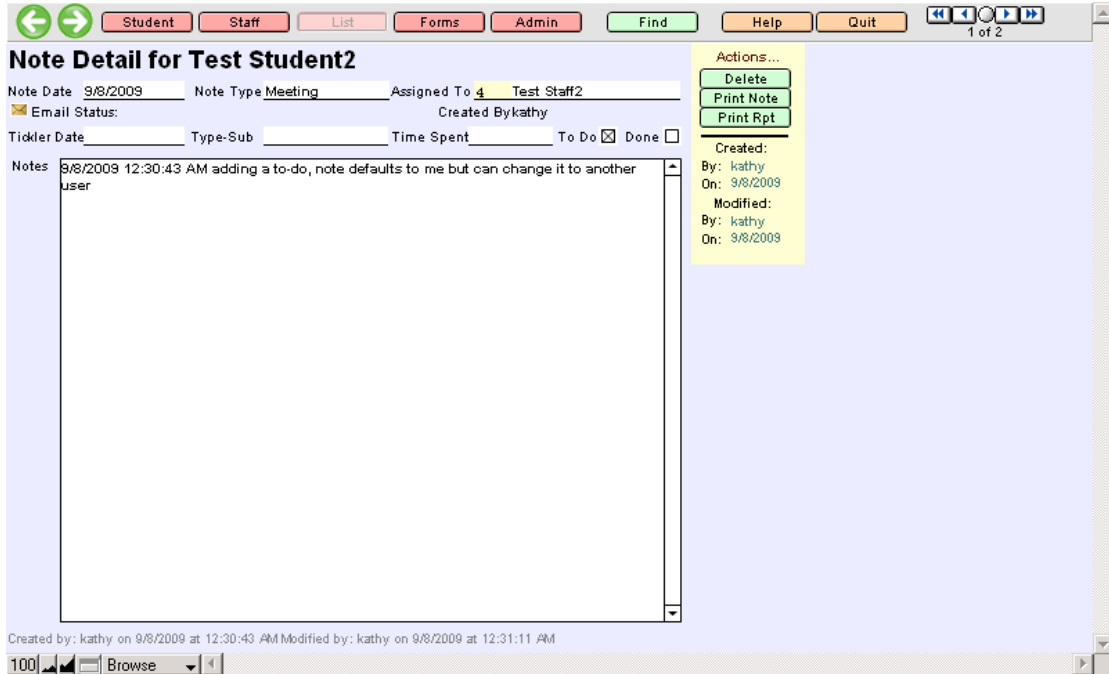 Student Staff List Forms Admin Find Help Quit
1 of 2
Note Detail for Test Student2
Note Date 9/8/2009 Note Type Meeting Assigned To 4 Test Staff2
Email Status: Created By kathy
Tickler Date Type-Sub Time Spent To Do Done
Notes 9/8/2009 12:30:43 AM adding a to-do, note defaults to me but can change it to another
user
Actions...
Delete
Print Note
Print Rpt
Created:
By: kathy
On: 9/8/2009
Modified:
By: kathy
On: 9/8/2009
Created by: kathy on 9/8/2009 at 12:30:43 AM Modified by: kathy on 9/8/2009 at 12:31:11 AM
100 Browse